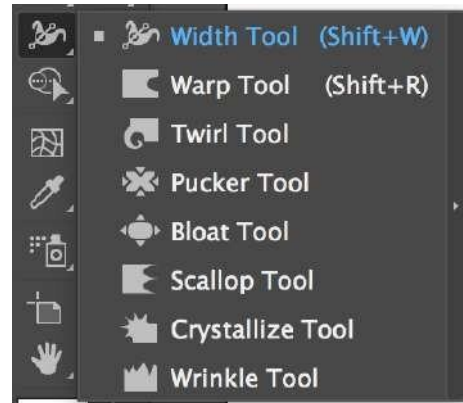 Width Tool (Shift+W)
Warp Tool (Shift+R)
Twirl Tool
Pucker Tool
Bloat Tool
Scallop Tool
Crystallize Tool
Wrinkle Tool